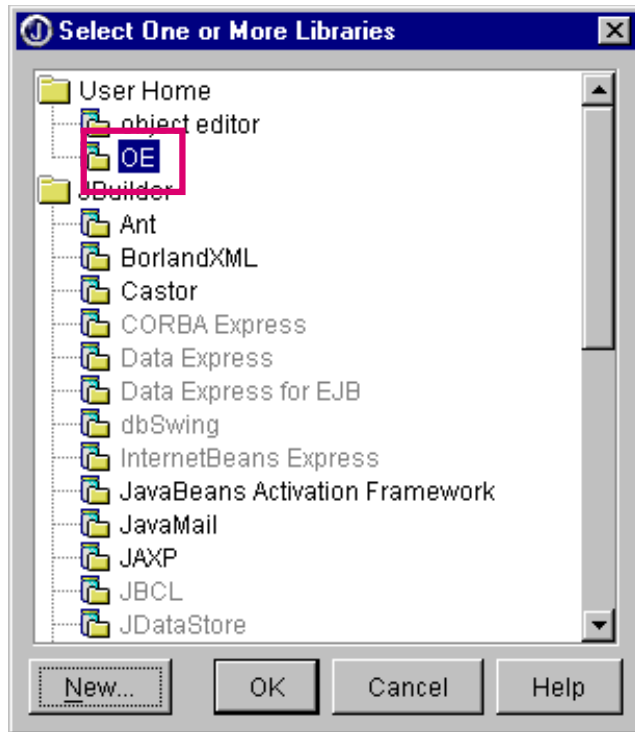 Select One or More Libraries
User Home
object editor
OE
JBuilder
Ant
BorlandXML
Castor
CORBA Express
Data Express
Data Express for EJB
dbSwing
InternetBeans Express
JavaBeans Activation Framework
JavaMail
JAXP
JBCL
JDataStore
New... OK Cancel Help